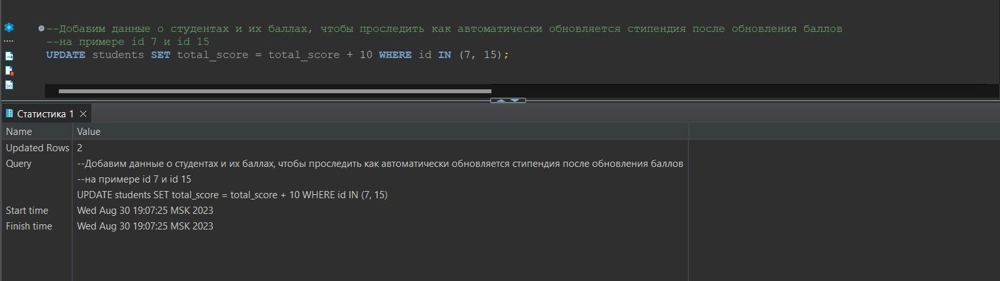 --Добавим данные о студентах и их баллах, чтобы проследить как автоматически обновляется стипендия после обновления баллов
--на примере id 7 и id 15
UPDATE students SET total_score = total_score + 10 WHERE id IN (7, 15);
Статистика 1
Name Value
Updated Rows 2
Query --Добавим данные о студентах и их баллах, чтобы проследить как автоматически обновляется стипендия после обновления баллов
--на примере id 7 и id 15
UPDATE students SET total_score = total_score + 10 WHERE id IN (7, 15)
Start time Wed Aug 30 19:07:25 MSK 2023
Finish time Wed Aug 30 19:07:25 MSK 2023